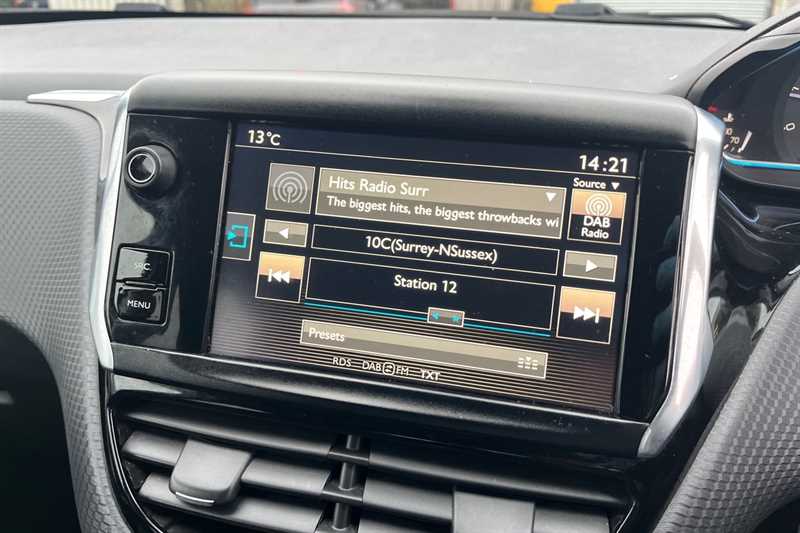 13°C
14:21
Source
Hits Radio Surr
The biggest hits, the biggest throwbacks wi
DAB
Radio
10C(Surrey-NSussex)
Station 12
Presets
RDS DAB FM TXT
SRC
MENU
70